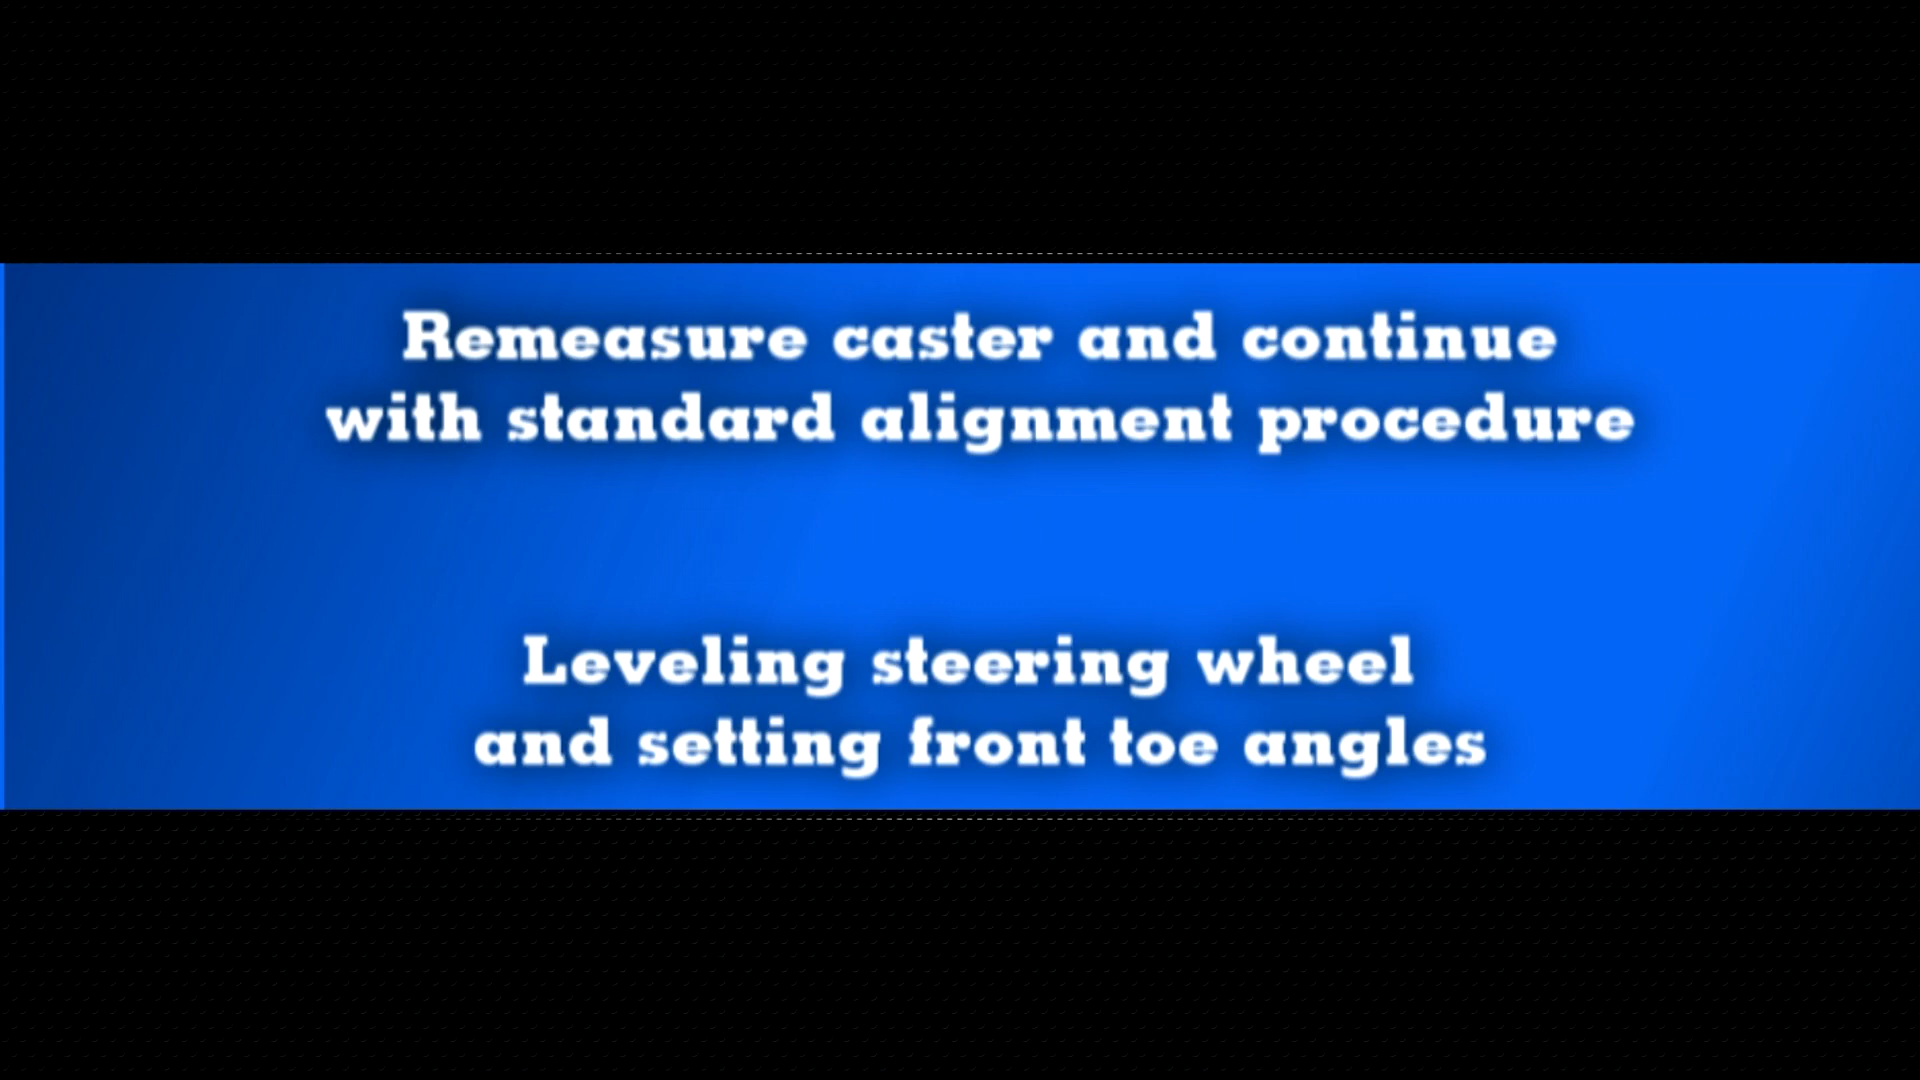 Remeasure caster and continue
with standard alignment procedure
Leveling steering wheel
and setting front toe angles